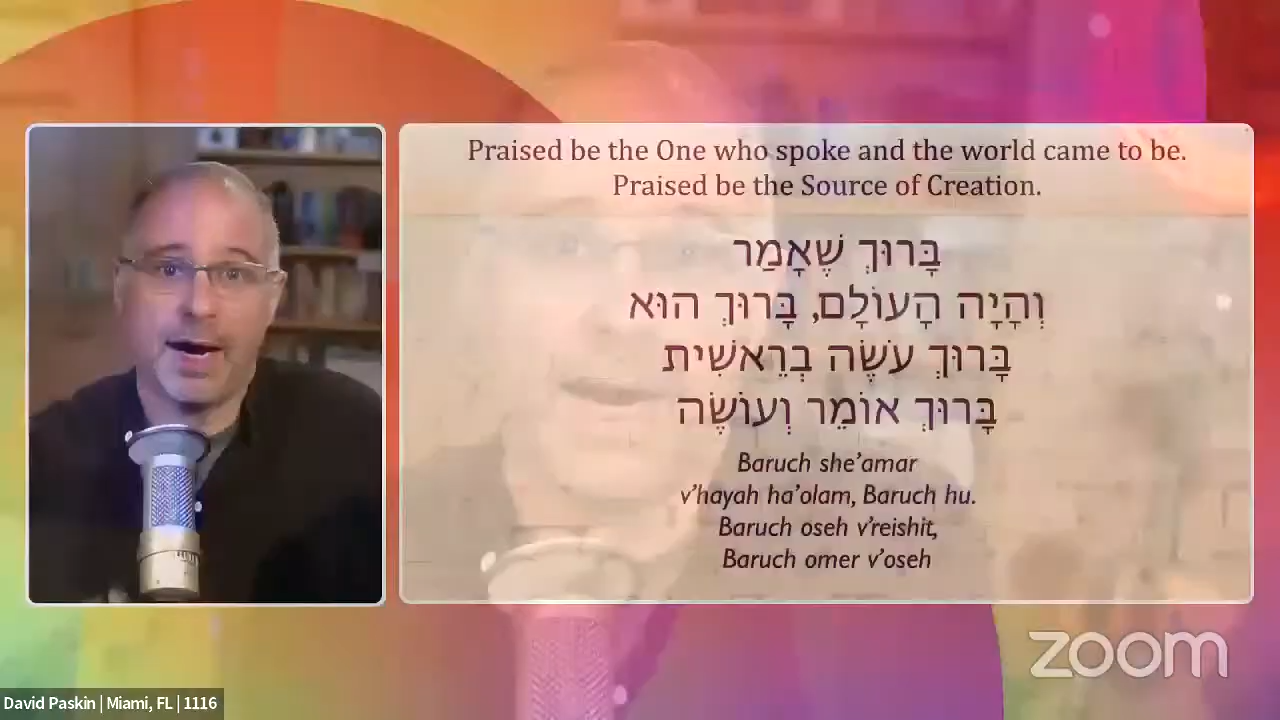 Praised be the One who spoke and the world came to be.
Praised be the Source of Creation.
בָּרוּךְ שֶׁאָמַר
וְהָיָה הָעוֹלָם, בָּרוּךְ הוּא
בָּרוּךְ עֹשֶׂה בְרֵאשִׁית
בָּרוּךְ אוֹמֵר וְעוֹשֶׂה
Baruch she’amar
v’hayah ha’olam, Baruch hu.
Baruch oseh v’reishit,
Baruch omer v’oseh
zoom
David Paskin | Miami, FL | 1116